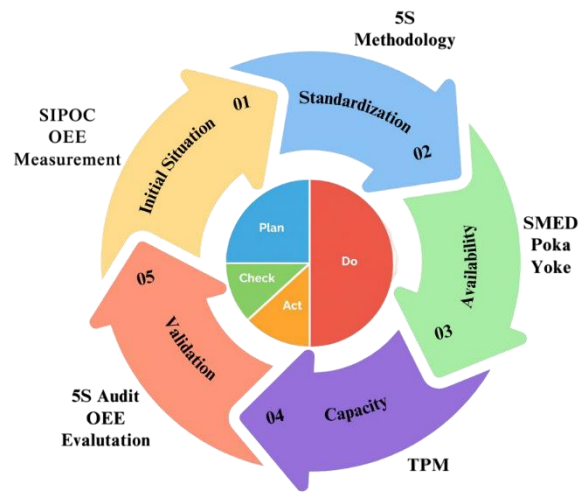 5S
Methodology
Standardization
02
SIPOC
OEE
Measurement
01
Initial Situation
Plan
Do
Check
Act
SMED
Poka
Yoke
Availability
03
05
Validation
5S Audit
OEE
Evalutation
04
Capacity
TPM